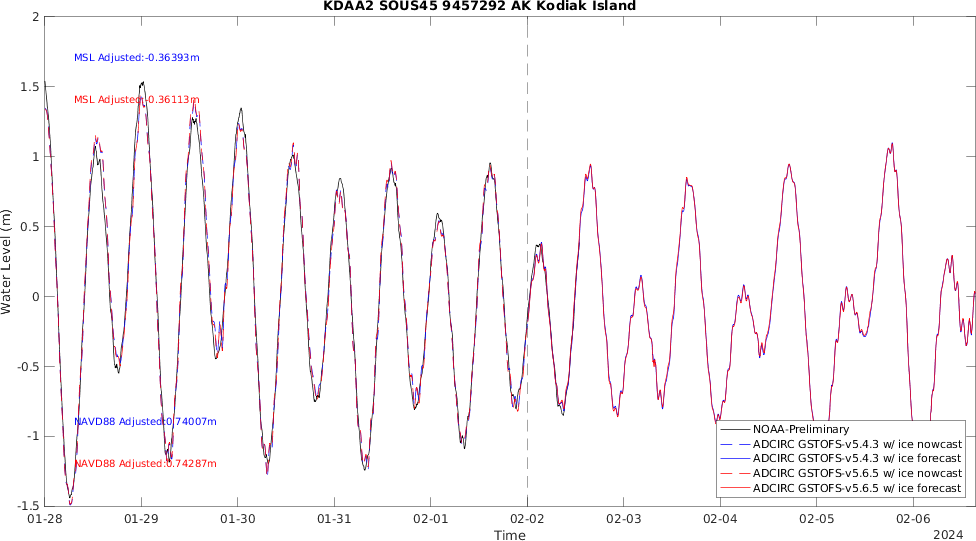 KDAA2 SOUS45 9457292 AK Kodiak Island
Water Level (m)
2
1.5
1
0.5
0
-0.5
-1
-1.5
MSL Adjusted:-0.36393m
MSL Adjusted:-0.36113m
NAVD88 Adjusted:0.74007m
NAVD88 Adjusted:0.74287m
NOAA-Preliminary
ADCIRC GSTOFS-v5.4.3 w/ ice nowcast
ADCIRC GSTOFS-v5.4.3 w/ ice forecast
ADCIRC GSTOFS-v5.6.5 w/ ice nowcast
ADCIRC GSTOFS-v5.6.5 w/ ice forecast
01-28 01-29 01-30 01-31 02-01 02-02 02-03 02-04 02-05 02-06
Time
2024